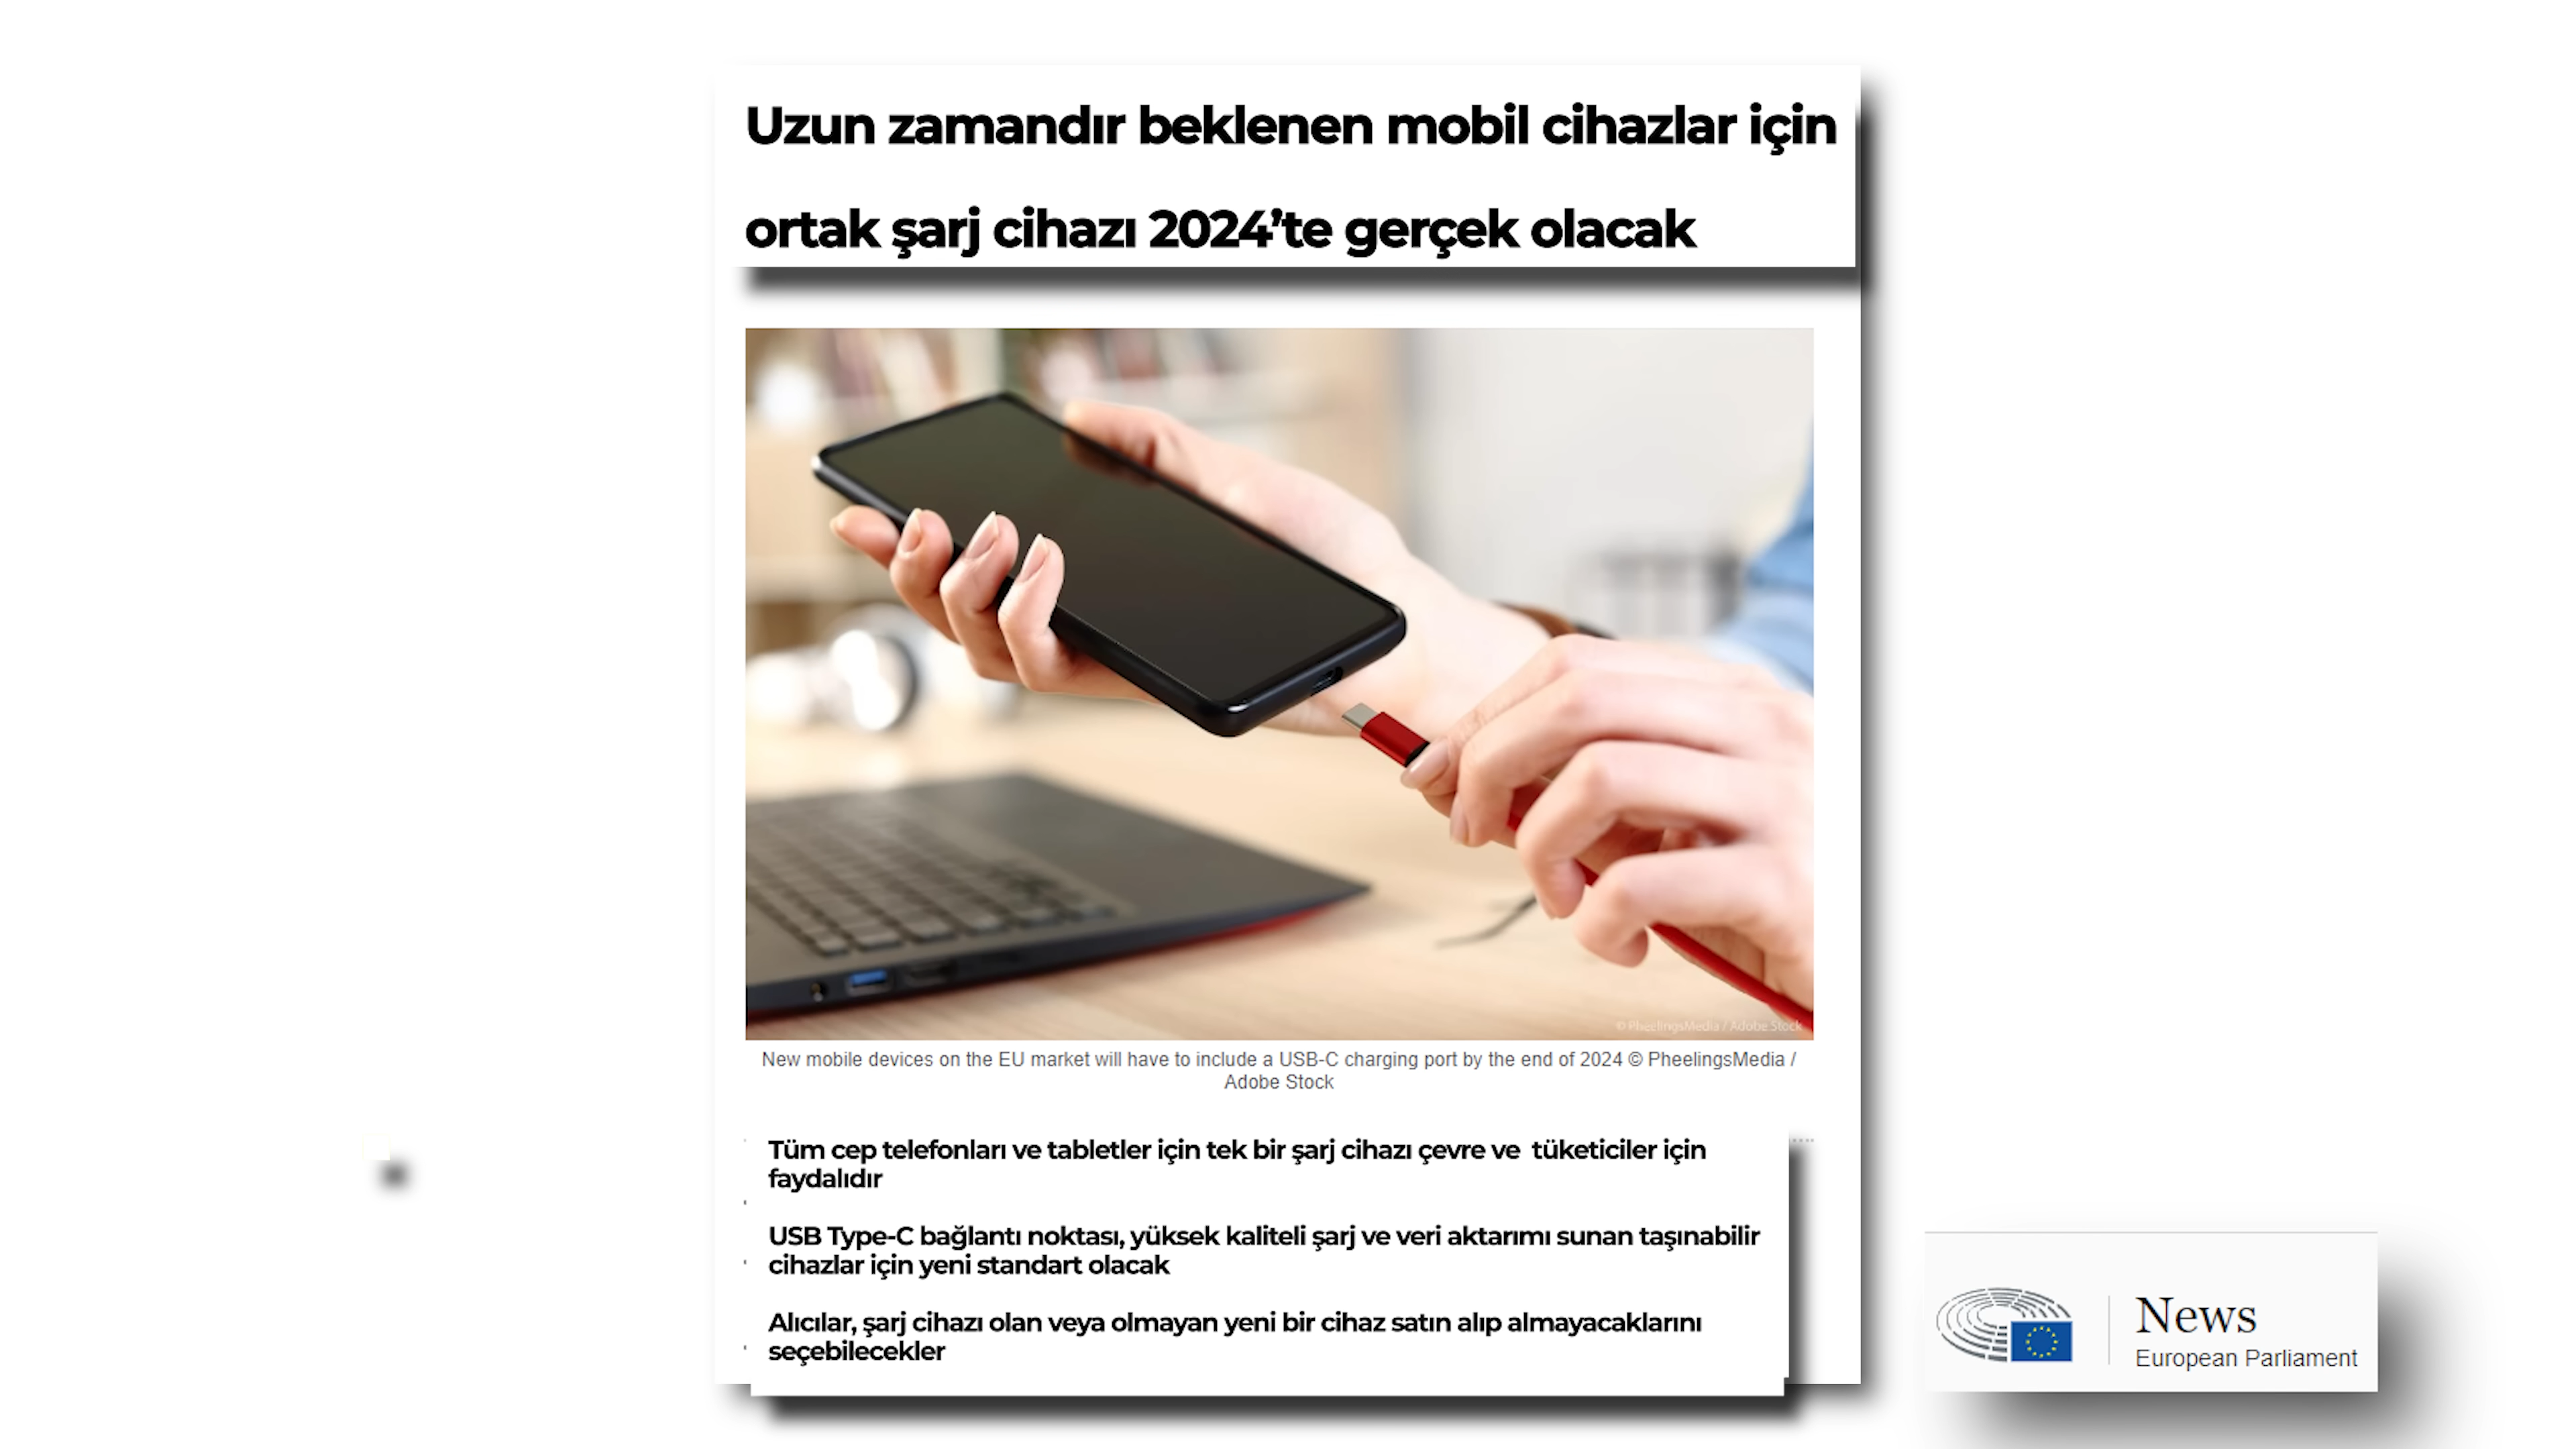 Uzun zamandır beklenen mobil cihazlar için
ortak şarj cihazı 2024'te gerçek olacak
© PheelingsMedia / Adobe Stock
New mobile devices on the EU market will have to include a USB-C charging port by the end of 2024 © PheelingsMedia /
Adobe Stock
Tüm cep telefonları ve tabletler için tek bir şarj cihazı çevre ve tüketiciler için
faydalıdır
USB Type-C bağlantı noktası, yüksek kaliteli şarj ve veri aktarımı sunan taşınabilir
cihazlar için yeni standart olacak
Alıcılar, şarj cihazı olan veya olmayan yeni bir cihaz satın alıp almayacaklarını
seçebilecekler
News
European Parliament